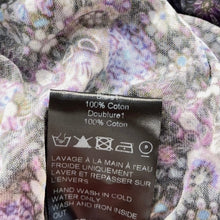 100% Coton
Doublure1
100% Coton
LAVAGE À LA MAIN À L'EAU
FROIDE UNIQUEMENT
LAVER ET REPASSER À
L'ENVERS
HAND WASH IN COLD
WATER ONLY
WASH AND IRON INSIDE
OUT